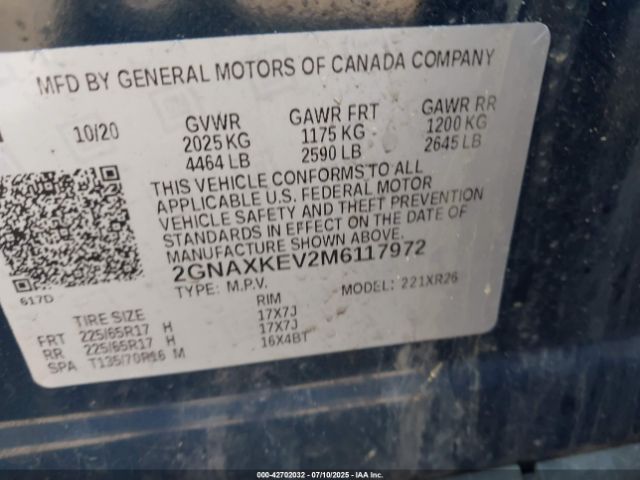 MFD BY GENERAL MOTORS OF CANADA COMPANY
10/20 GVWR GAWR FRT GAWR RR
2025 KG 1175 KG 1200 KG
4464 LB 2590 LB 2645 LB
THIS VEHICLE CONFORMS TO ALL
APPLICABLE U.S. FEDERAL MOTOR
VEHICLE SAFETY AND THEFT PREVENTION
STANDARDS IN EFFECT ON THE DATE OF
MANUFACTURE SHOWN ABOVE.
2GNAXKEV2M6117972
617D TYPE: M.P.V. MODEL: 221XR26
TIRE SIZE RIM
FRT 225/65R17 H 17X7J
RR 225/65R17 H 17X7J
SPA T135/70R16 M 16X4BT
000-42702032 - 07/10/2025 - IAA Inc.